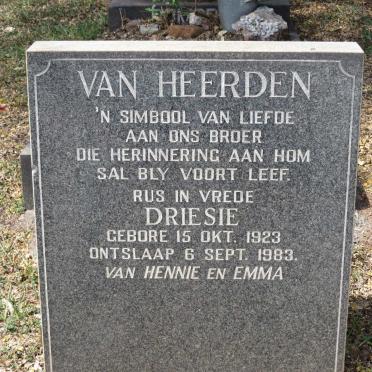 VAN HEERDEN
'N SIMBOOL VAN LIEFDE
AAN ONS BROER
DIE HERINNERING AAN HOM
SAL BLY VOORT LEEF.
RUS IN VREDE
DRIESIE
GEBORE 15 OKT. 1923
ONTSLAAP 6 SEPT. 1983.
VAN HENNIE EN EMMA